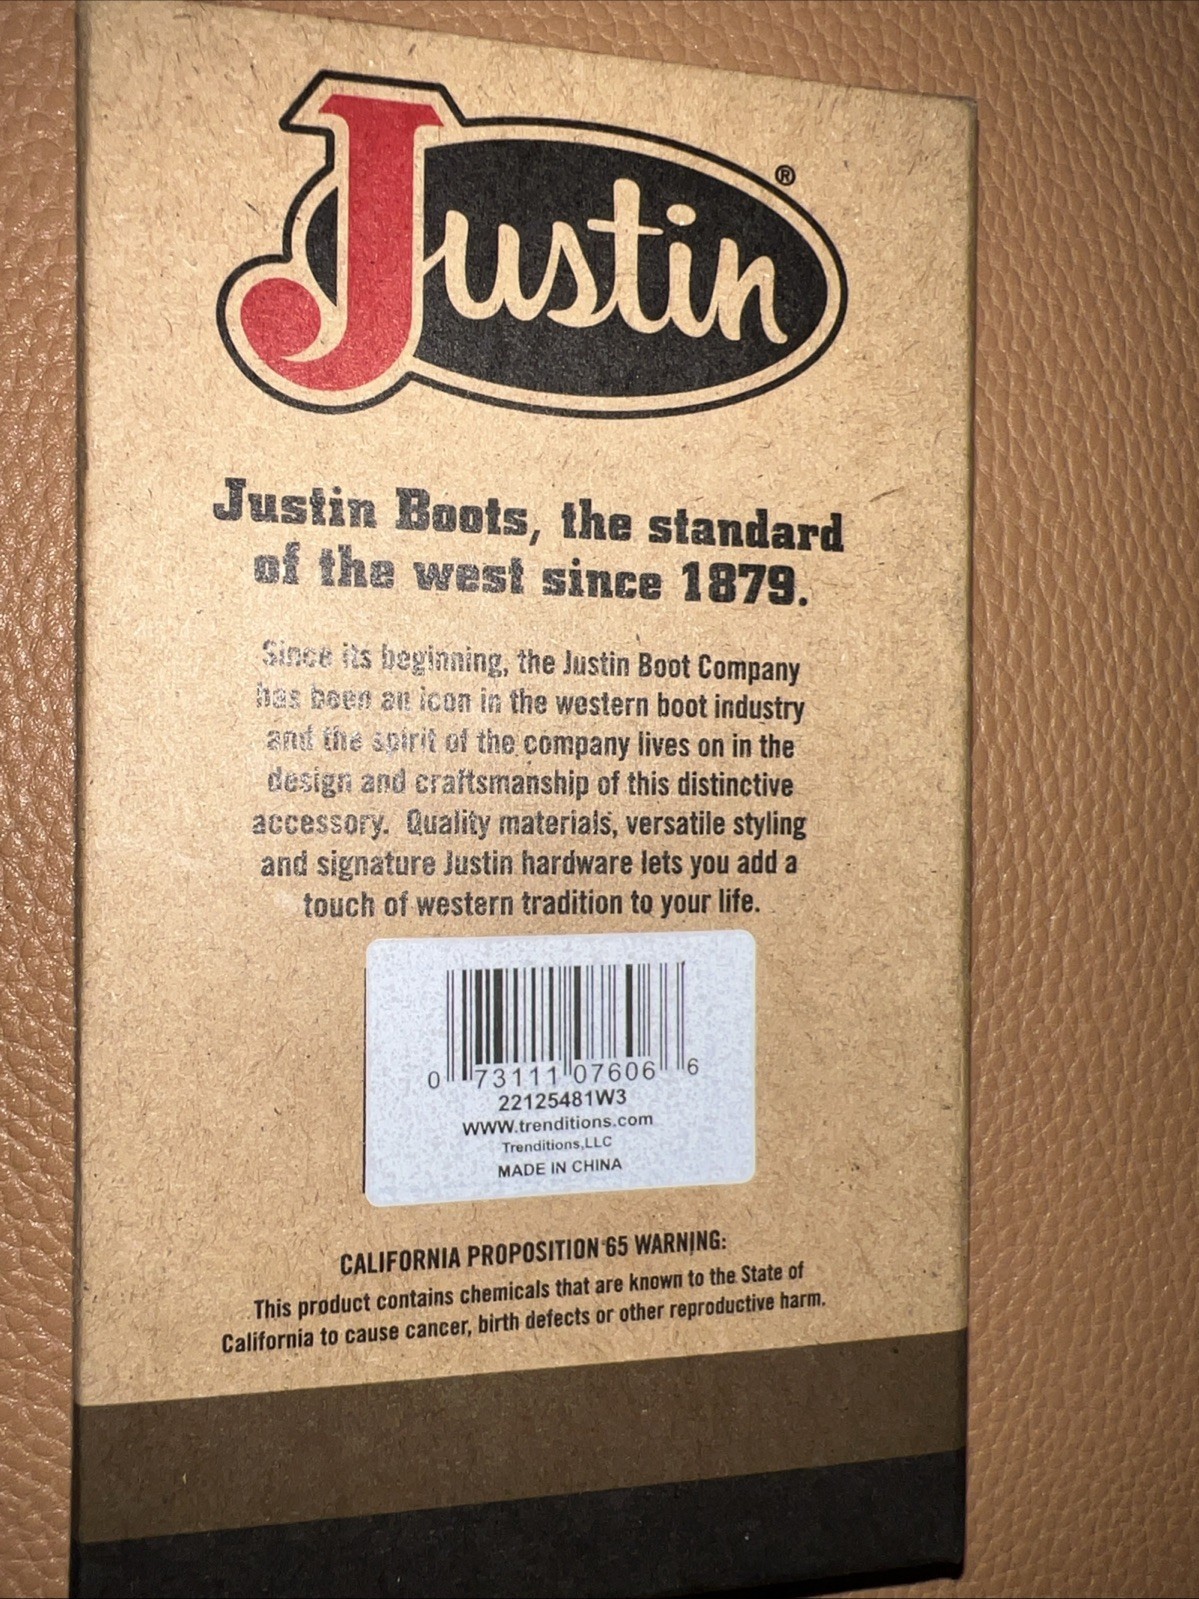 Justin®
Justin Boots, the standard
of the west since 1879.
Since its beginning, the Justin Boot Company
has been an icon in the western boot industry
and the spirit of the company lives on in the
design and craftsmanship of this distinctive
accessory. Quality materials, versatile styling
and signature Justin hardware lets you add a
touch of western tradition to your life.
0 73111 07606 6
22125481W3
WWW.trenditions.com
Trenditions,LLC
MADE IN CHINA
CALIFORNIA PROPOSITION 65 WARNING:
This product contains chemicals that are known to the State of
California to cause cancer, birth defects or other reproductive harm.